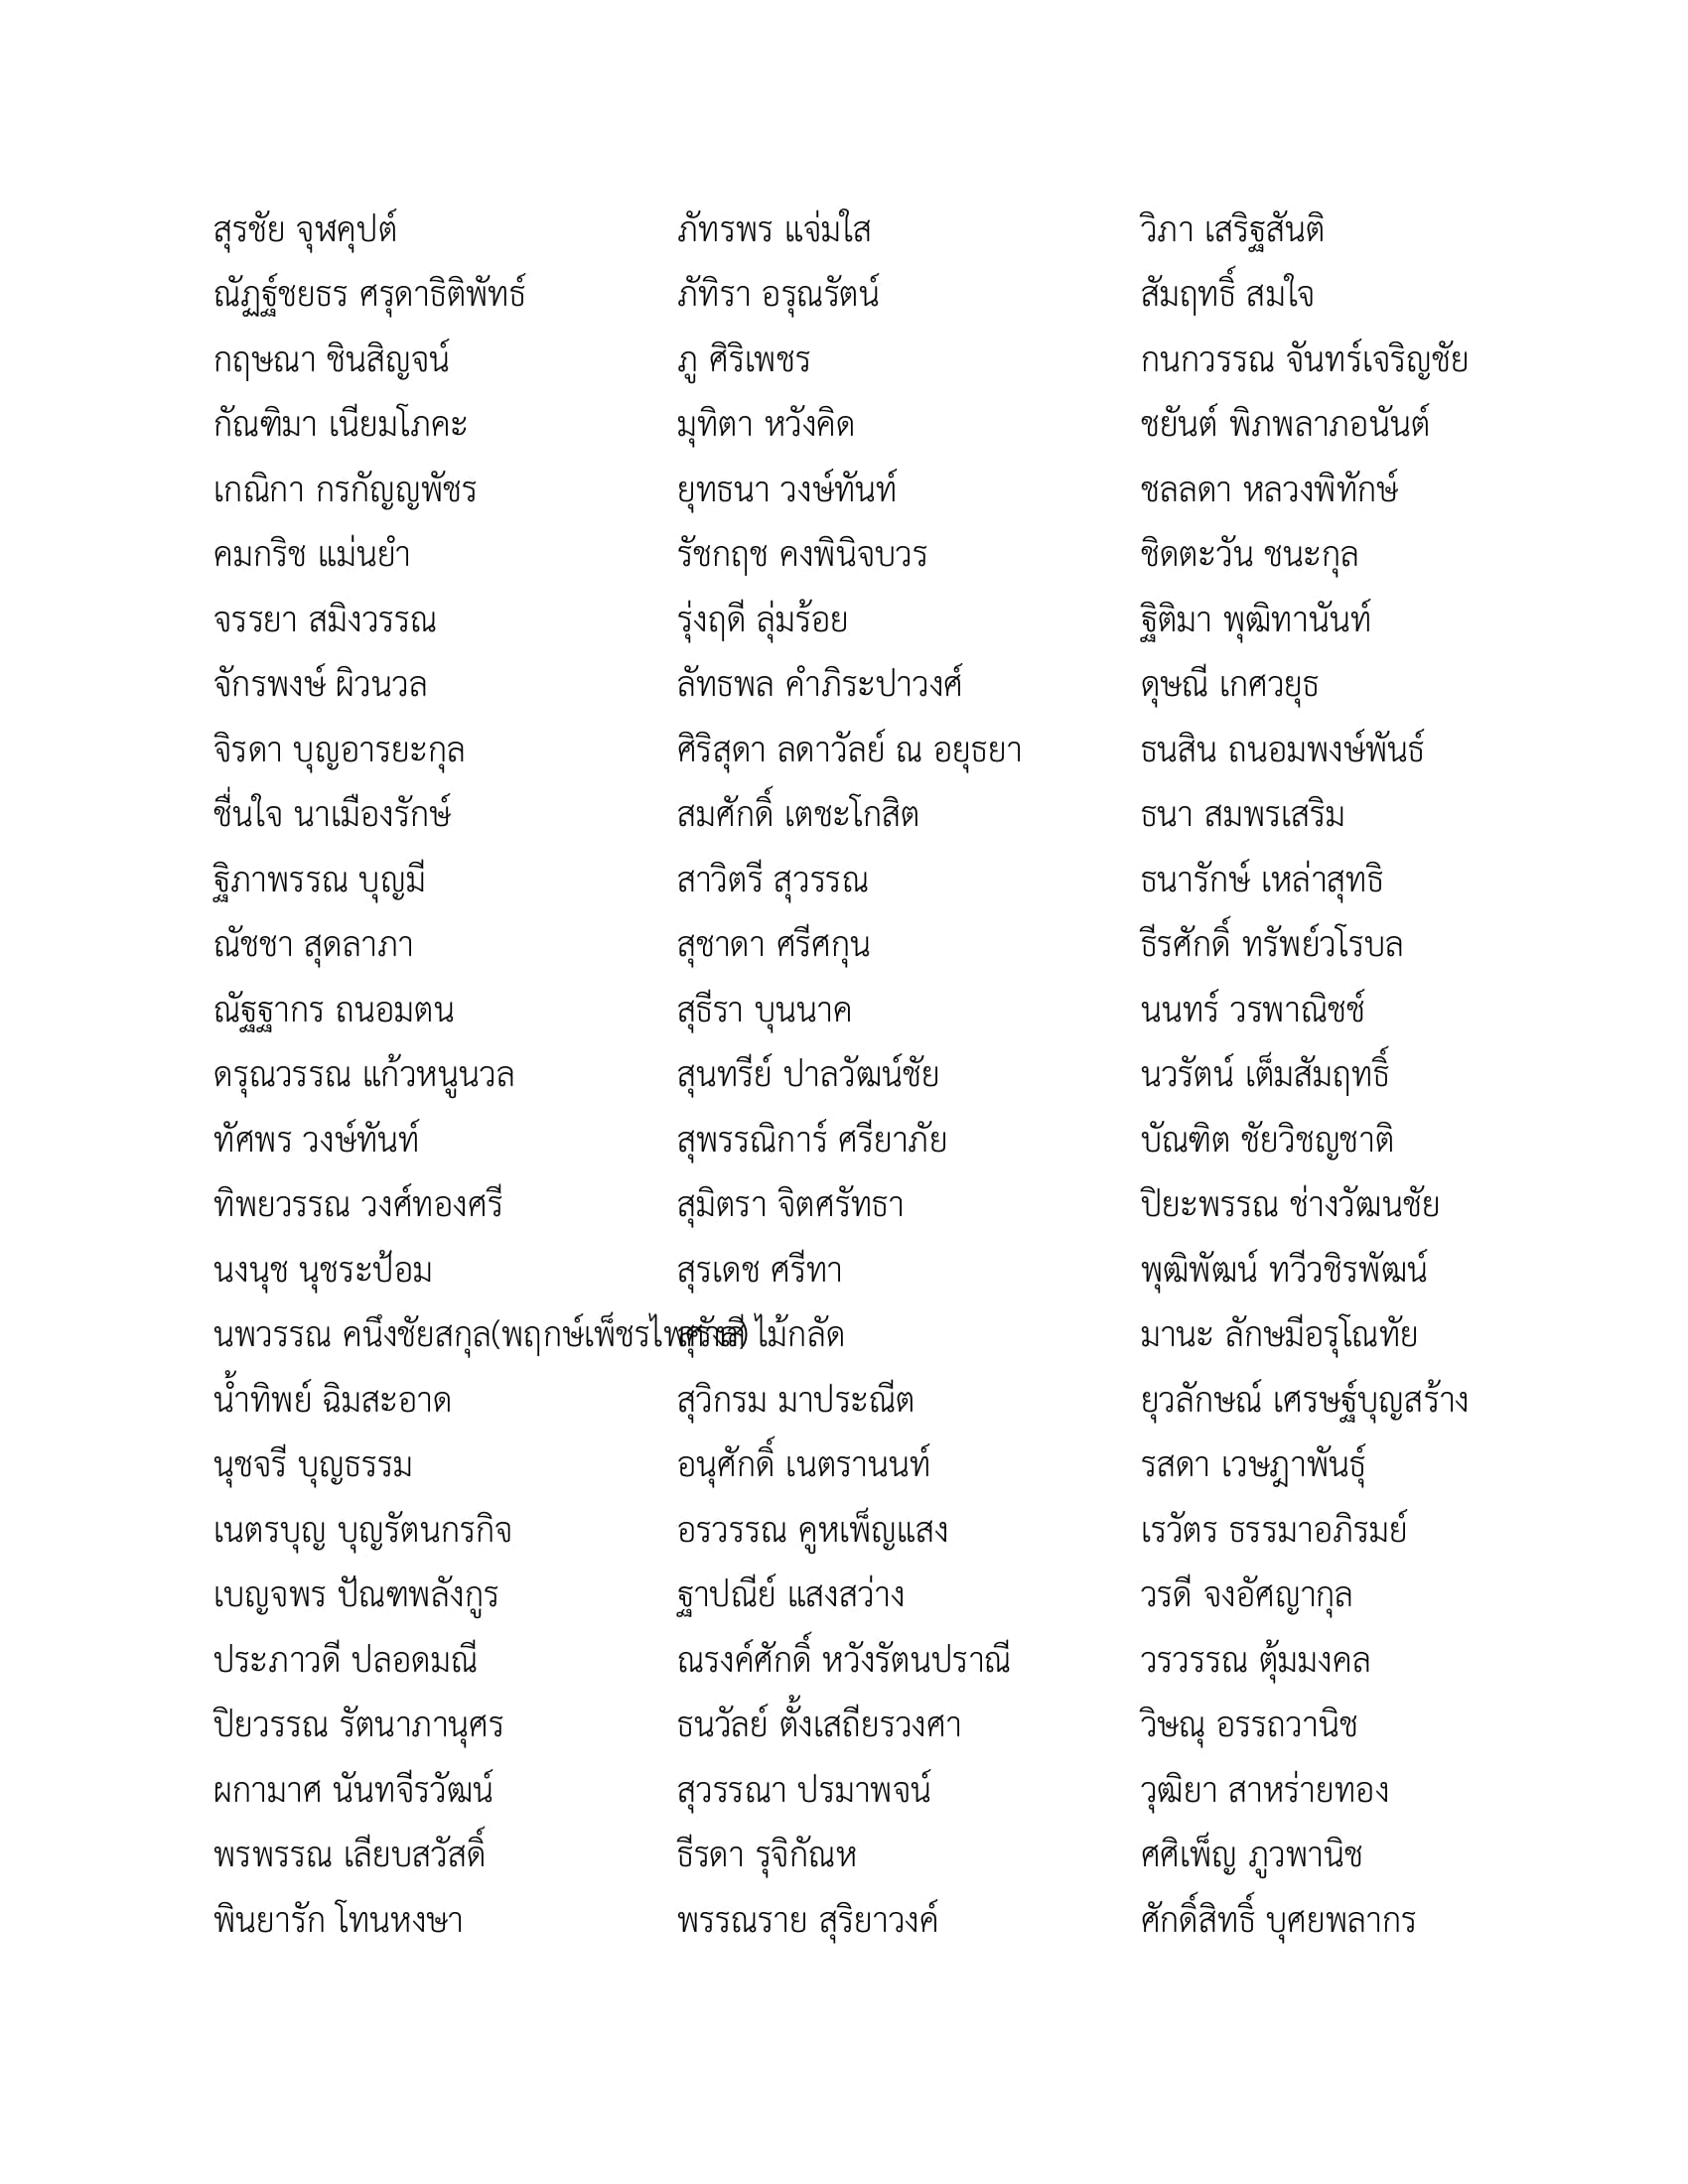 สุรชัย จุฬคุปต์
ณัฏฐ์ชยธร ศรุดาธิติพัทธ์
กฤษณา ชินสิญจน์
กัณฑิมา เนียมโภคะ
เกณิกา กรกัญญพัชร
คมกริช แม่นยำ
จรรยา สมิงวรรณ
จักรพงษ์ ผิวนวล
จิรดา บุญอารยะกุล
ชื่นใจ นาเมืองรักษ์
ฐิภาพรรณ บุญมี
ณัชชา สุดลาภา
ณัฐฐากร ถนอมตน
ดรุณวรรณ แก้วหนูนวล
ทัศพร วงษ์ทันท์
ทิพยวรรณ วงศ์ทองศรี
นงนุช นุชระป้อม
นพวรรณ คนึงชัยสกุล(พฤกษ์เพ็ชรไพศาล)
น้ำทิพย์ ฉิมสะอาด
นุชจรี บุญธรรม
เนตรบุญ บุญรัตนกรกิจ
เบญจพร ปัณฑพลังกูร
ประภาวดี ปลอดมณี
ปิยวรรณ รัตนาภานุศร
ผกามาศ นันทจีรวัฒน์
พรพรรณ เลียบสวัสดิ์
พินยารัก โทนหงษา
ภัทรพร แจ่มใส
ภัทิรา อรุณรัตน์
ภู ศิริเพชร
มุทิตา หวังคิด
ยุทธนา วงษ์ทันท์
รัชกฤช คงพินิจบวร
รุ่งฤดี ลุ่มร้อย
ลัทธพล คำภิระปาวงศ์
ศิริสุดา ลดาวัลย์ ณ อยุธยา
สมศักดิ์ เตชะโกสิต
สาวิตรี สุวรรณ
สุชาดา ศรีศกุน
สุธีรา บุนนาค
สุนทรีย์ ปาลวัฒน์ชัย
สุพรรณิการ์ ศรียาภัย
สุมิตรา จิตศรัทธา
สุรเดช ศรีทา
สุรังสี ไม้กลัด
สุวิกรม มาประณีต
อนุศักดิ์ เนตรานนท์
อรวรรณ คูหเพ็ญแสง
ฐาปณีย์ แสงสว่าง
ณรงค์ศักดิ์ หวังรัตนปราณี
ธนวัลย์ ตั้งเสถียรวงศา
สุวรรณา ปรมาพจน์
ธีรดา รุจิกัณห
พรรณราย สุริยาวงค์
วิภา เสริฐสันติ
สัมฤทธิ์ สมใจ
กนกวรรณ จันทร์เจริญชัย
ชยันต์ พิภพลาภอนันต์
ชลลดา หลวงพิทักษ์
ชิดตะวัน ชนะกุล
ฐิติมา พุฒิทานันท์
ดุษณี เกศวยุธ
ธนสิน ถนอมพงษ์พันธ์
ธนา สมพรเสริม
ธนารักษ์ เหล่าสุทธิ
ธีรศักดิ์ ทรัพย์วโรบล
นนทร์ วรพาณิชช์
นวรัตน์ เต็มสัมฤทธิ์
บัณฑิต ชัยวิชญชาติ
ปิยะพรรณ ช่างวัฒนชัย
พุฒิพัฒน์ ทวีวชิรพัฒน์
มานะ ลักษมีอรุโณทัย
ยุวลักษณ์ เศรษฐ์บุญสร้าง
รสดา เวษฎาพันธุ์
เรวัตร ธรรมาอภิรมย์
วรดี จงอัศญากุล
วรวรรณ ตุ้มมงคล
วิษณุ อรรถวานิช
วุฒิยา สาหร่ายทอง
ศศิเพ็ญ ภูวพานิช
ศักดิ์สิทธิ์ บุศยพลากร